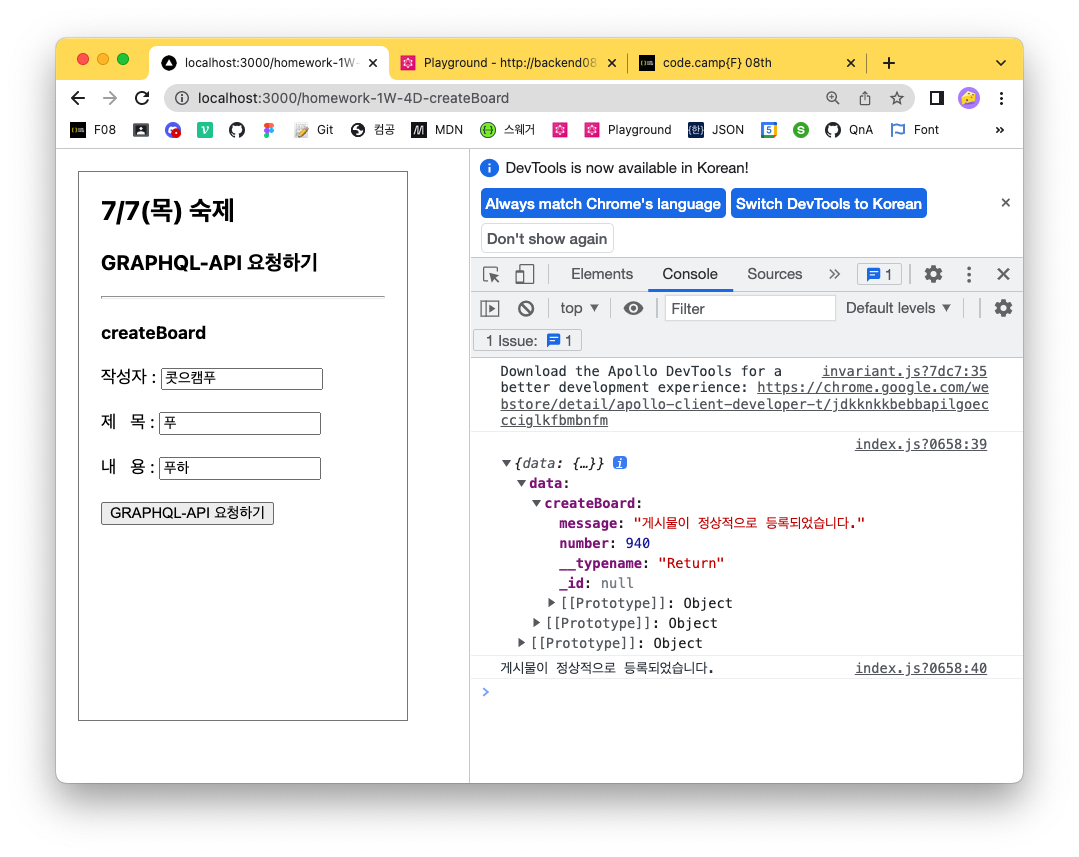 localhost:3000/homework-1W-
Playground - http://backend08
code.camp{F} 08th
localhost:3000/homework-1W-4D-createBoard
F08
Git
컴공
MDN
스웨거
Playground
JSON
QnA
Font
»
7/7(목) 숙제
GRAPHQL-API 요청하기
createBoard
작성자 : 콧으캠푸
제 목 : 푸
내 용 : 푸하
GRAPHQL-API 요청하기
DevTools is now available in Korean!
Always match Chrome's language
Switch DevTools to Korean
Don't show again
Elements Console Sources » 1
top Filter Default levels
1 Issue: 1
Download the Apollo DevTools for a invariant.js?7dc7:35
better development experience: https://chrome.google.com/we
bstore/detail/apollo-client-developer-t/jdkknkkbebbapilgoec
cciglkfbmbnfm
index.js?0658:39
{data: {…}}
data:
createBoard:
message: "게시물이 정상적으로 등록되었습니다."
number: 940
__typename: "Return"
_id: null
[[Prototype]]: Object
[[Prototype]]: Object
[[Prototype]]: Object
게시물이 정상적으로 등록되었습니다. index.js?0658:40